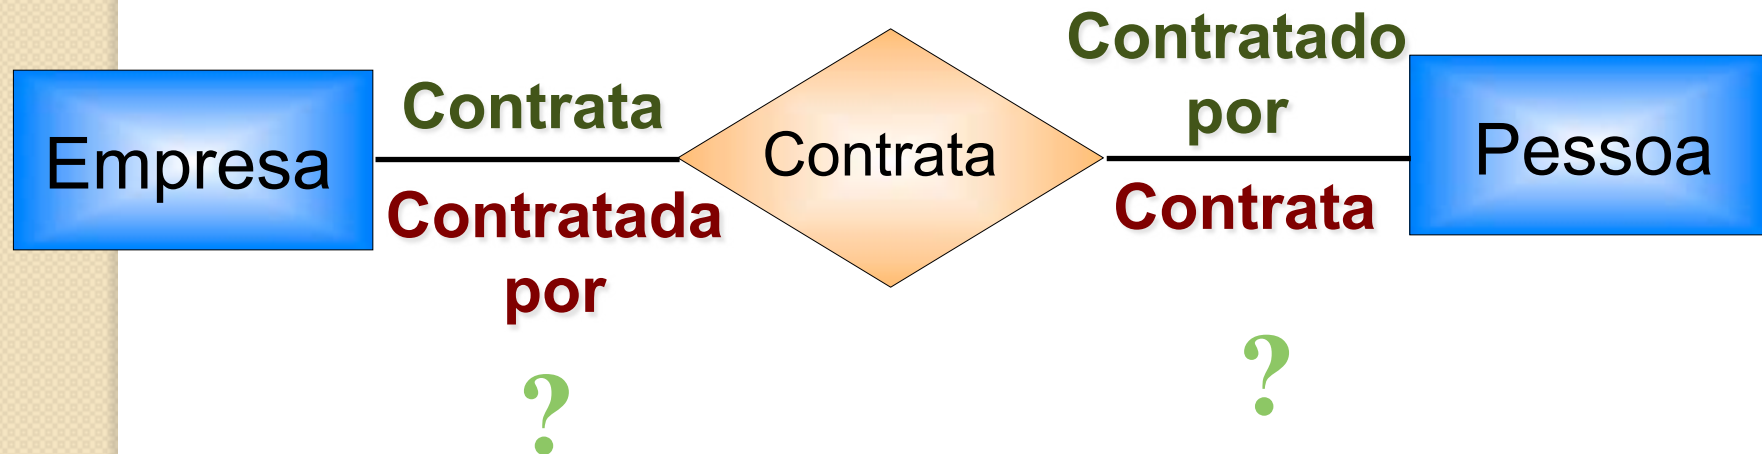 Empresa
Contrata
Contratada
por
?
Contrata
Contratado
por
Contrata
?
Pessoa